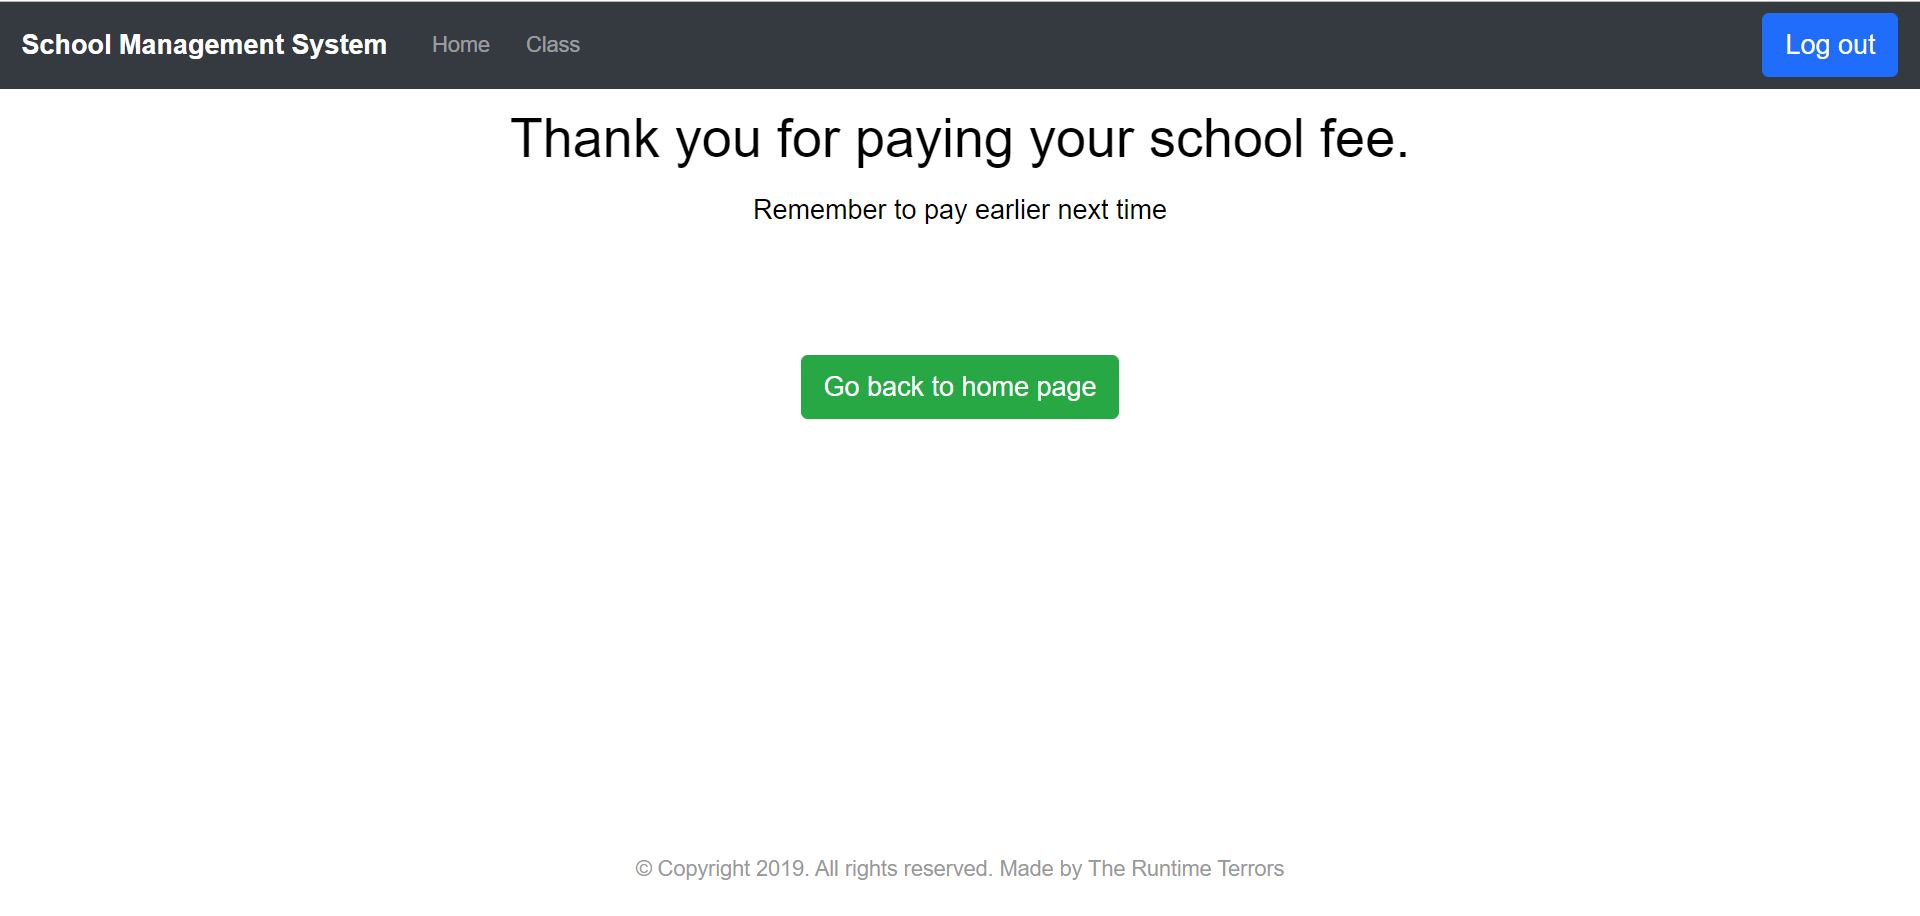 School Management System Home Class Log out
Thank you for paying your school fee.
Remember to pay earlier next time
Go back to home page
© Copyright 2019. All rights reserved. Made by The Runtime Terrors